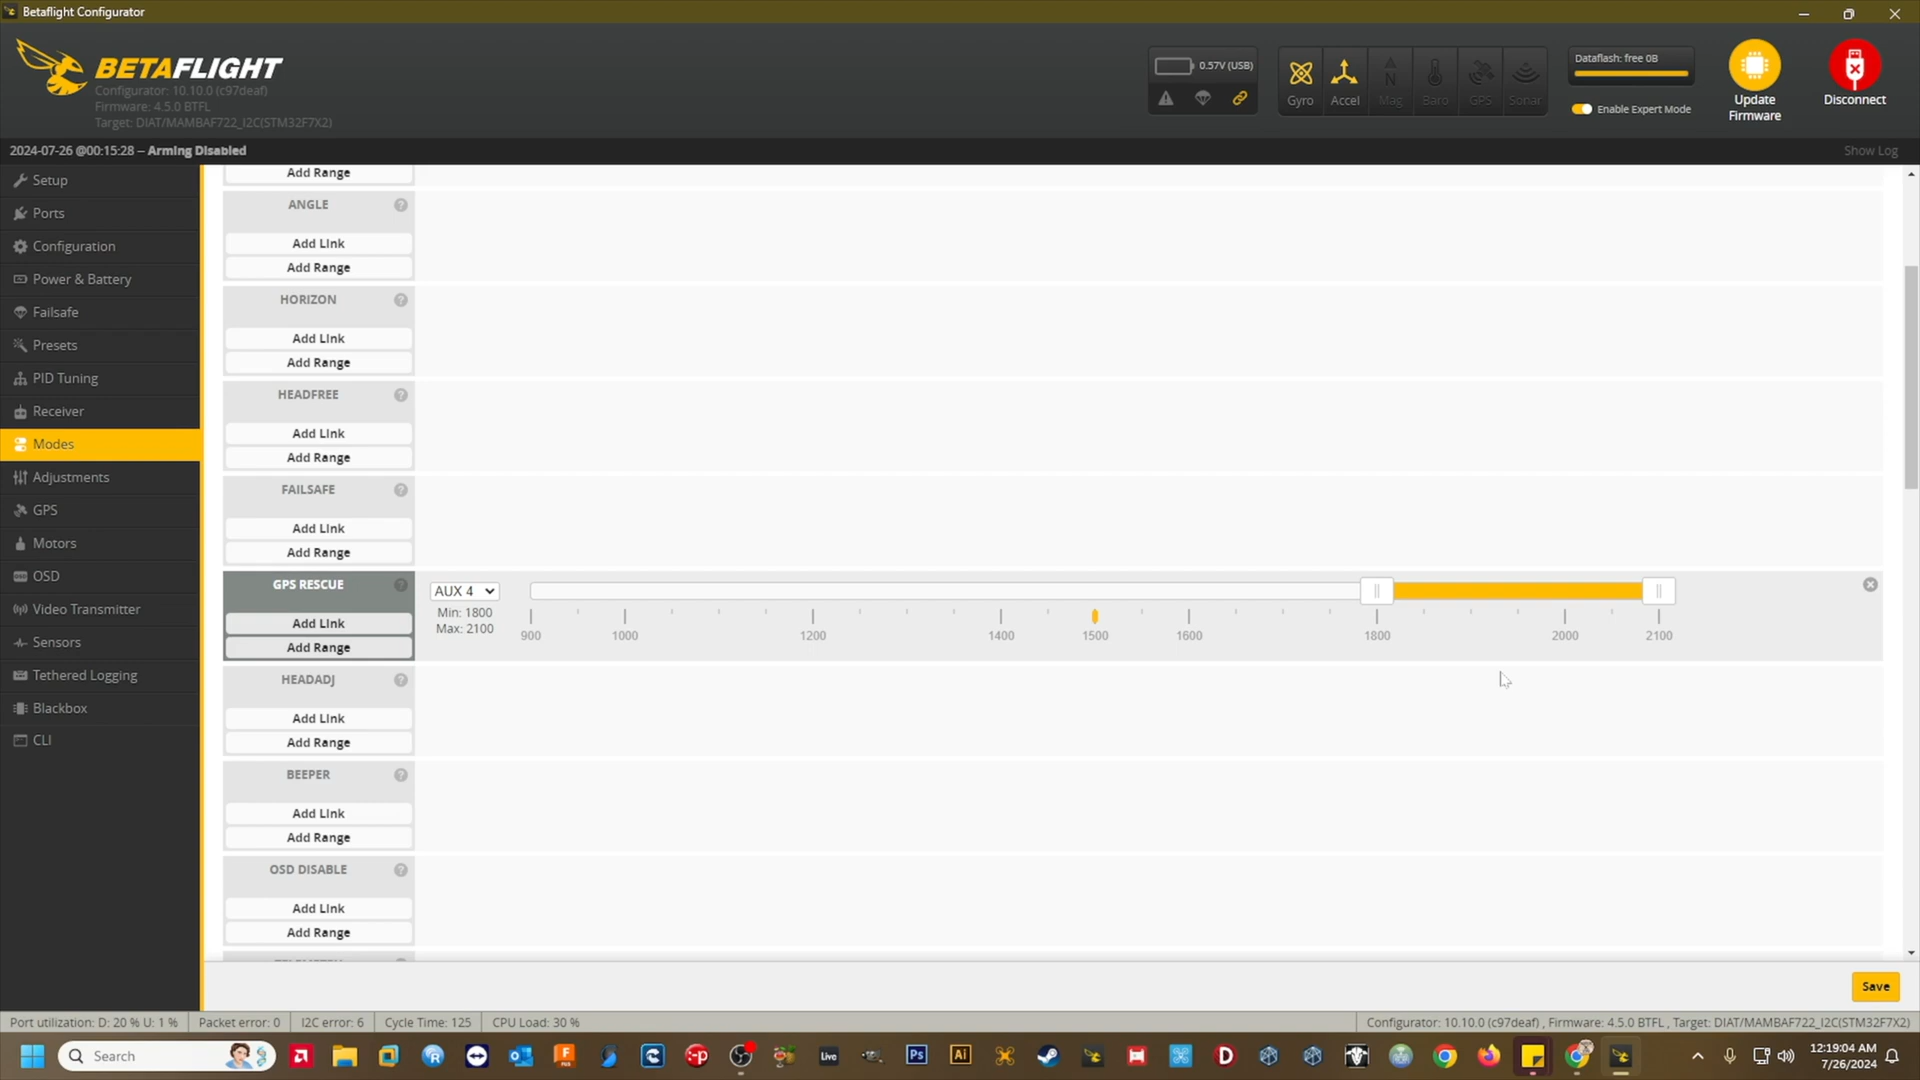 Betaflight Configurator
BETAFLIGHT
Configurator: 10.10.0 (c97deaf)
Firmware: 4.5.0 BTFL
Target: DIAT/MAMBAF722_I2C(STM32F7X2)
0.57V (USB)
Gyro
Accel
Mag
Baro
GPS
Sonar
Dataflash: free 0B
Enable Expert Mode
Update
Firmware
Disconnect
2024-07-26 @00:15:28 -- Arming Disabled
Show Log
Setup
Ports
Configuration
Power & Battery
Failsafe
Presets
PID Tuning
Receiver
Modes
Adjustments
GPS
Motors
OSD
Video Transmitter
Sensors
Tethered Logging
Blackbox
CLI
Add Range
ANGLE
Add Link
Add Range
HORIZON
Add Link
Add Range
HEADFREE
Add Link
Add Range
FAILSAFE
Add Link
Add Range
GPS RESCUE
Add Link
Add Range
AUX 4
Min: 1800
Max: 2100
900 1000 1200 1400 1500 1600 1800 2000 2100
HEADADJ
Add Link
Add Range
BEEPER
Add Link
Add Range
OSD DISABLE
Add Link
Add Range
Save
Port utilization: D: 20 % U: 1 % Packet error: 0 I2C error: 6 Cycle Time: 125 CPU Load: 30 %
Configurator: 10.10.0 (c97deaf) , Firmware: 4.5.0 BTFL , Target: DIAT/MAMBAF722_I2C(STM32F7X2)
Search
Live
Ps
Ai
12:19:04 AM
7/26/2024